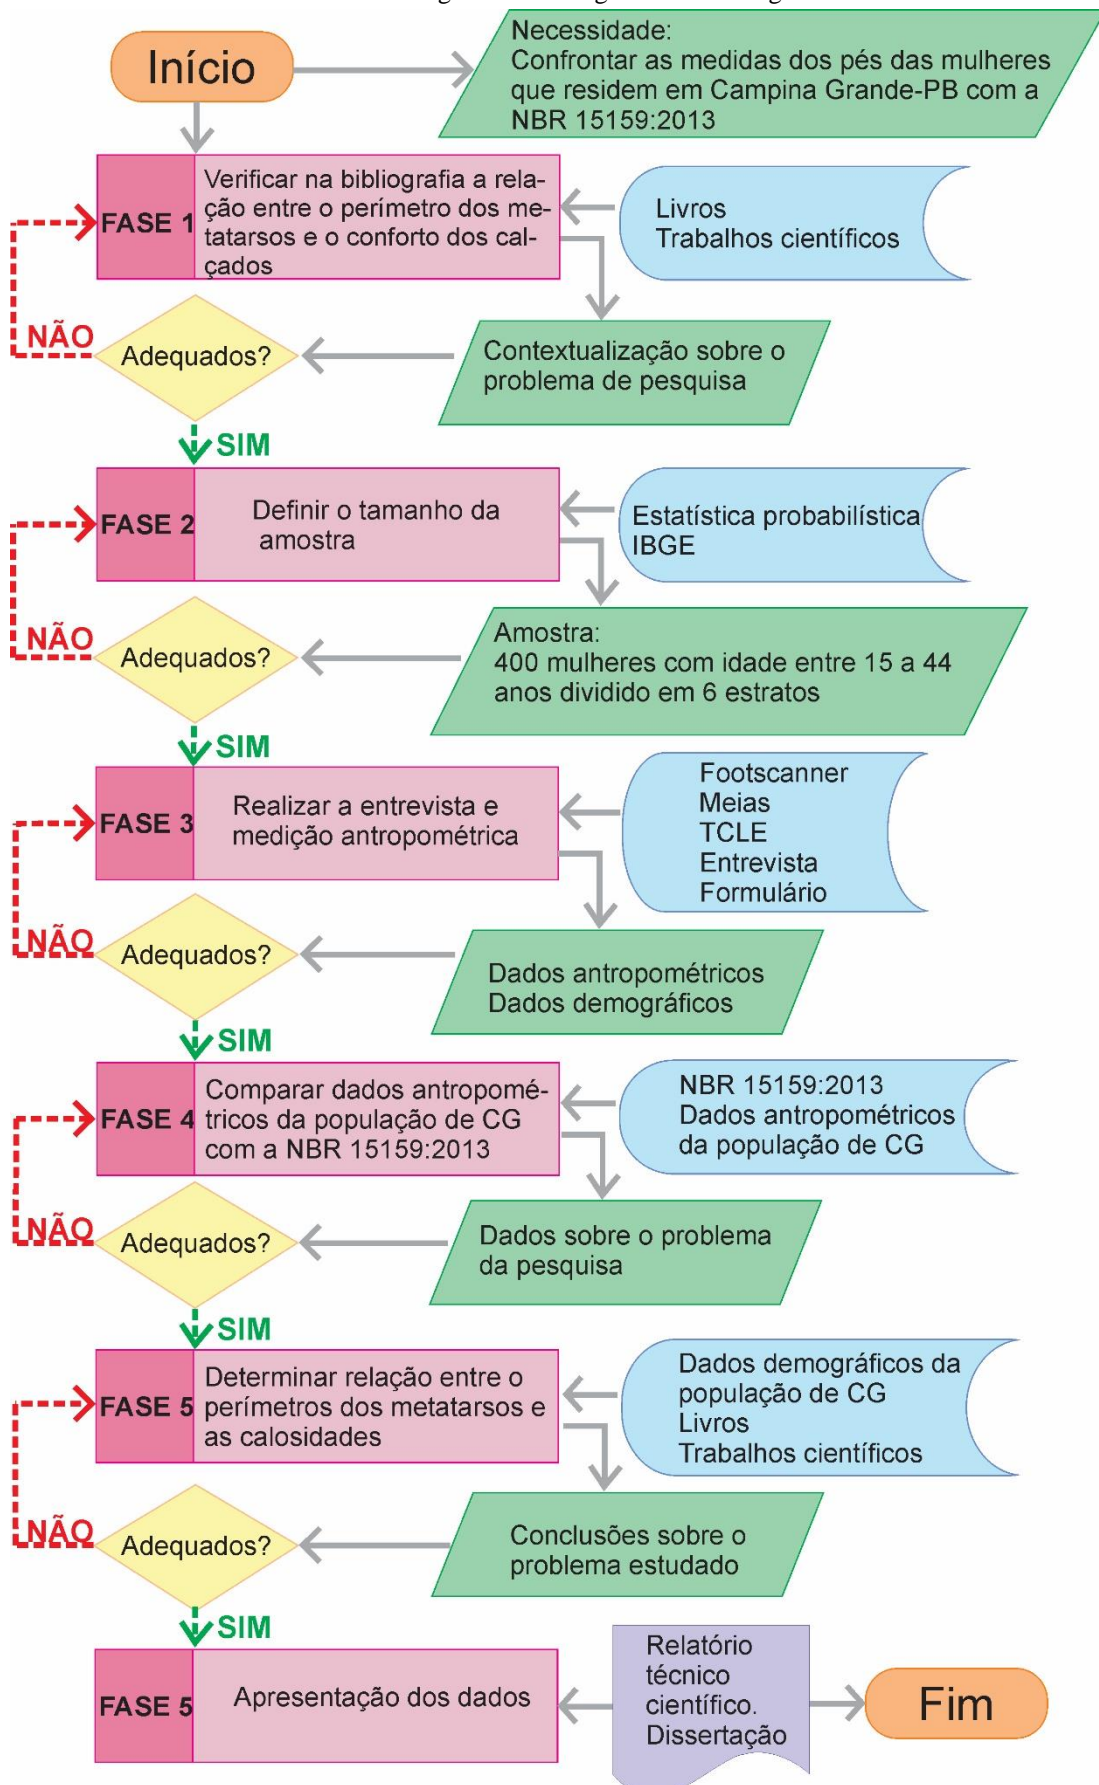 Início
Necessidade:
Confrontar as medidas dos pés das mulheres
que residem em Campina Grande-PB com a
NBR 15159:2013
FASE 1
Verificar na bibliografia a rela-
ção entre o perímetro dos me-
tatarsos e o conforto dos cal-
çados
Livros
Trabalhos científicos
NÃO
Adequados?
Contextualização sobre o
problema de pesquisa
SIM
FASE 2
Definir o tamanho da
amostra
Estatística probabilística
IBGE
NÃO
Adequados?
Amostra:
400 mulheres com idade entre 15 a 44
anos dividido em 6 estratos
SIM
FASE 3
Realizar a entrevista e
medição antropométrica
Footscanner
Meias
TCLE
Entrevista
Formulário
NÃO
Adequados?
Dados antropométricos
Dados demográficos
SIM
FASE 4
Comparar dados antropomé-
tricos da população de CG
com a NBR 15159:2013
NBR 15159:2013
Dados antropométricos
da população de CG
NÃO
Adequados?
Dados sobre o problema
da pesquisa
SIM
FASE 5
Determinar relação entre o
perímetros dos metatarsos e
as calosidades
Dados demográficos da
população de CG
Livros
Trabalhos científicos
NÃO
Adequados?
Conclusões sobre o
problema estudado
SIM
FASE 5
Apresentação dos dados
Relatório
técnico
científico.
Dissertação
Fim